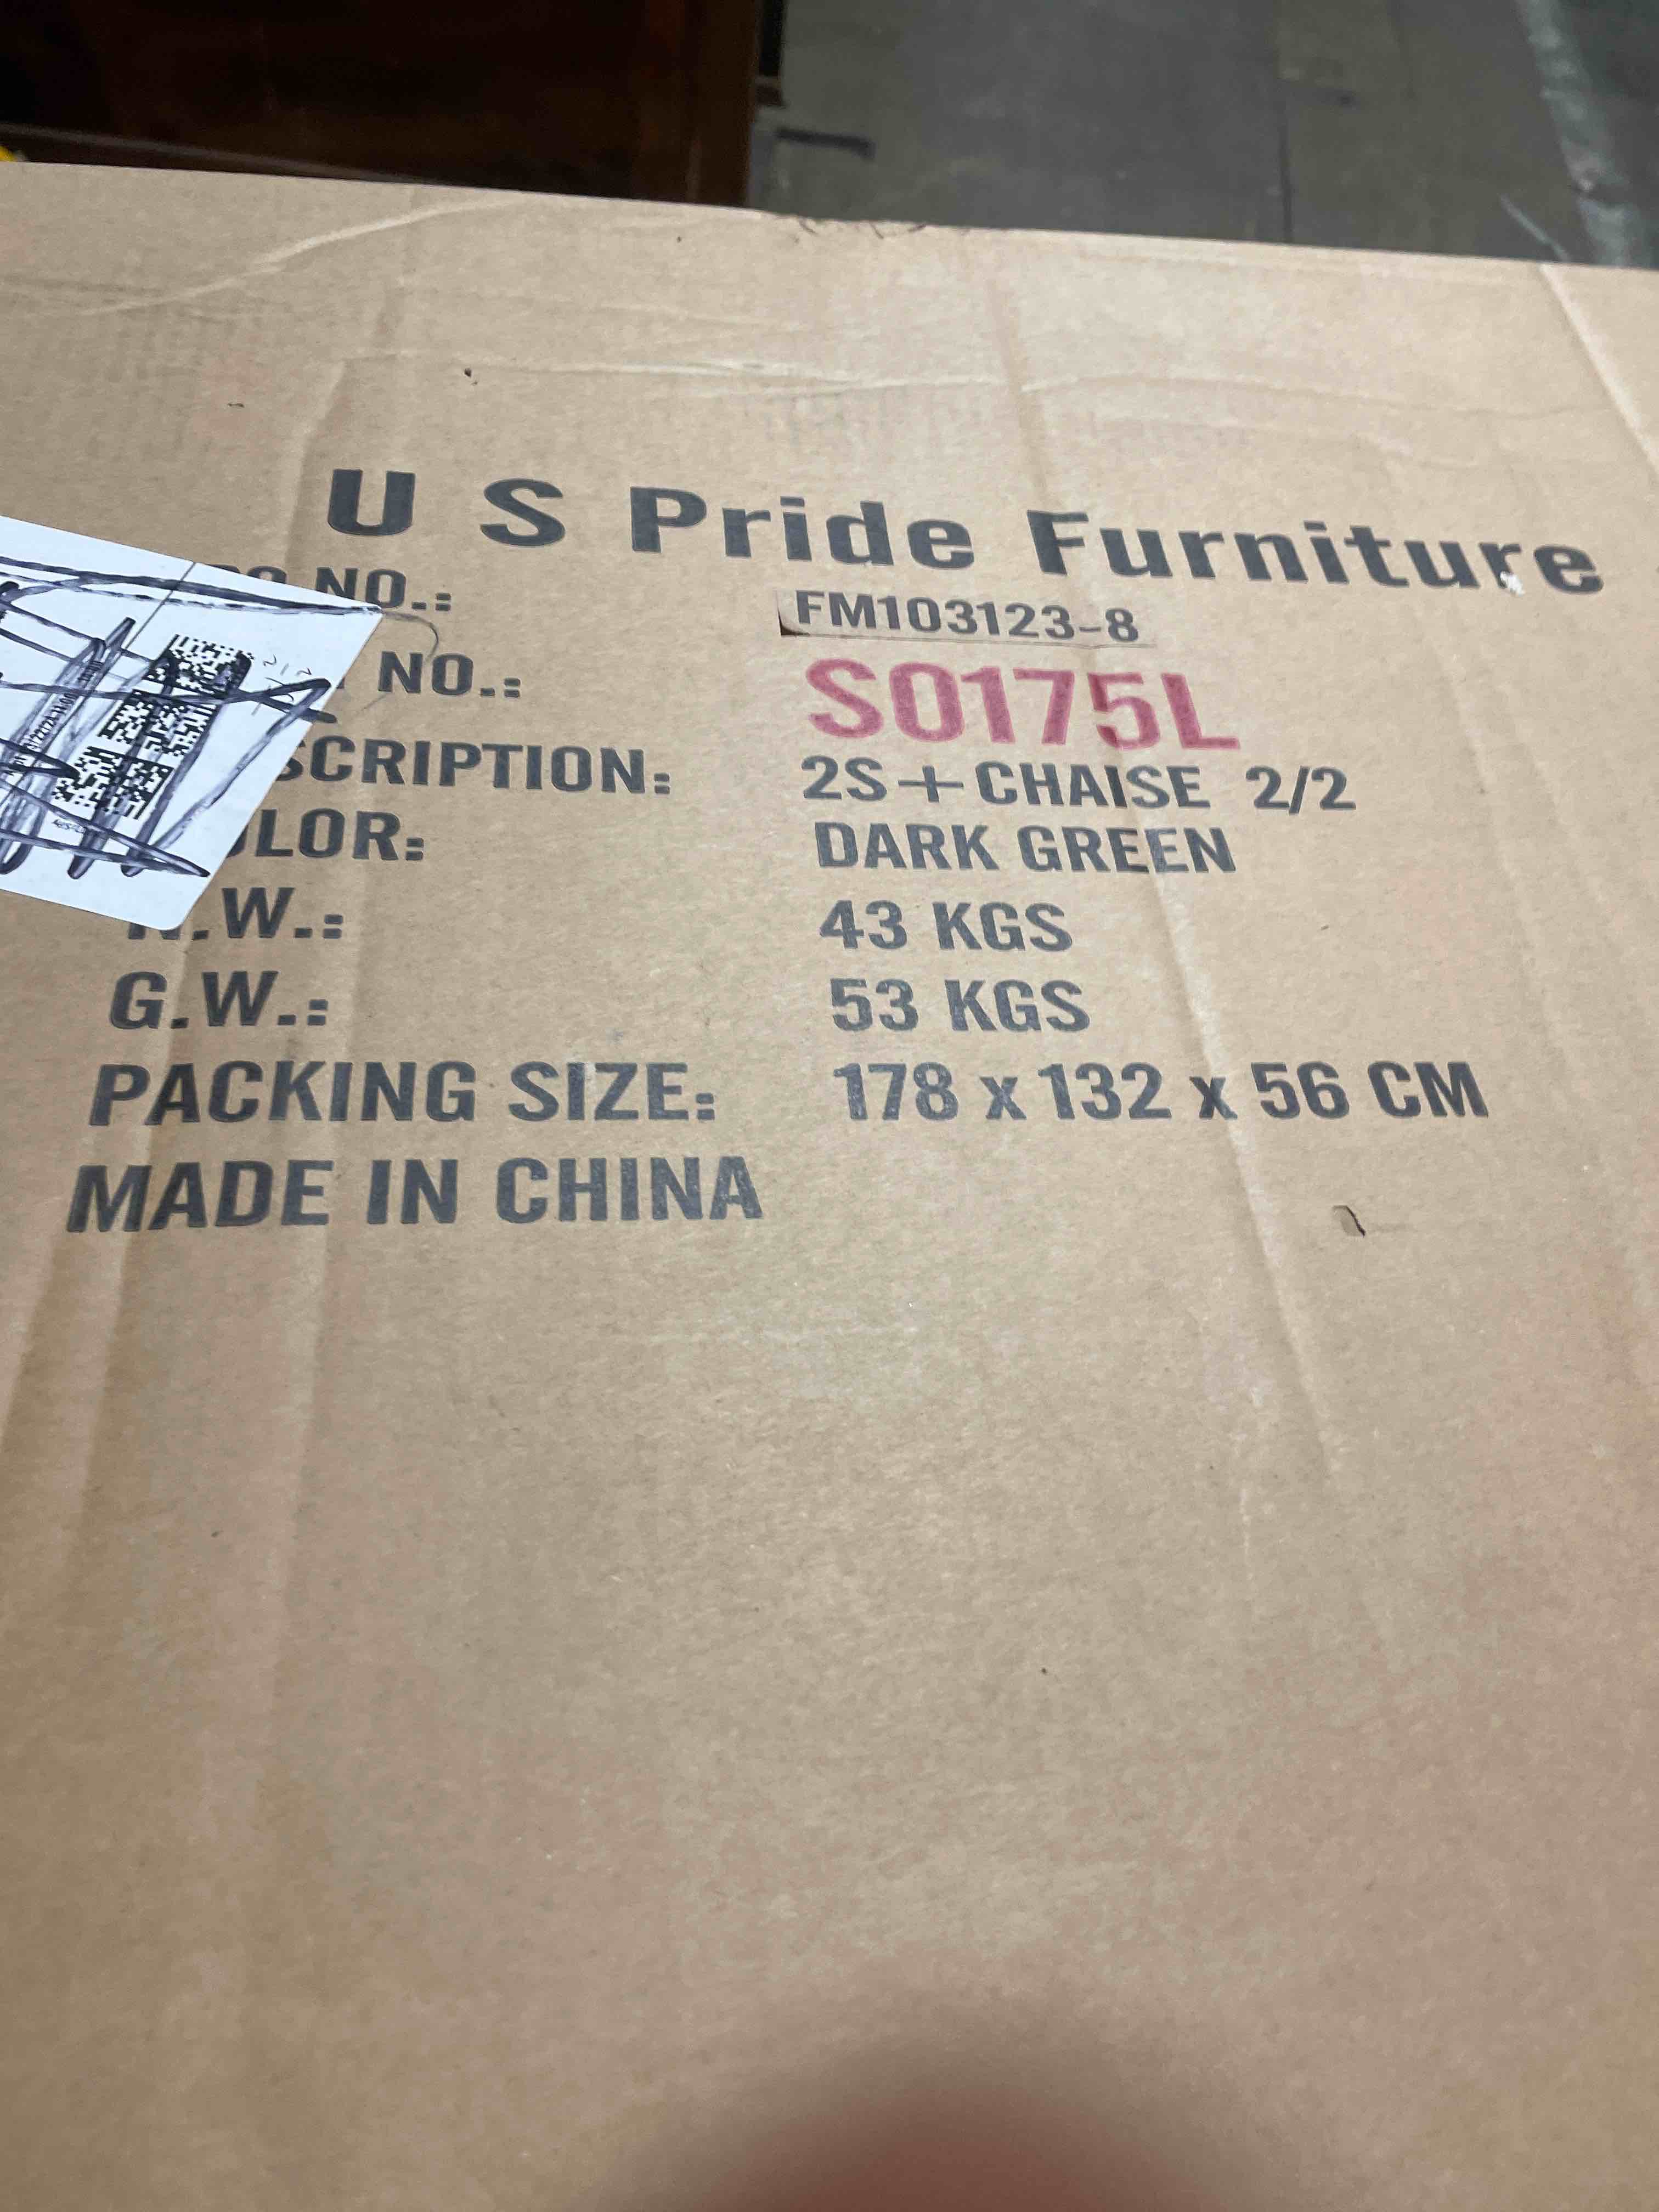 U S Pride Furniture
NO.: FM103123-8
NO.: S0175L
SCRIPTION: 2S+CHAISE 2/2
LOR: DARK GREEN
N.W.: 43 KGS
G.W.: 53 KGS
PACKING SIZE: 178 x 132 x 56 CM
MADE IN CHINA